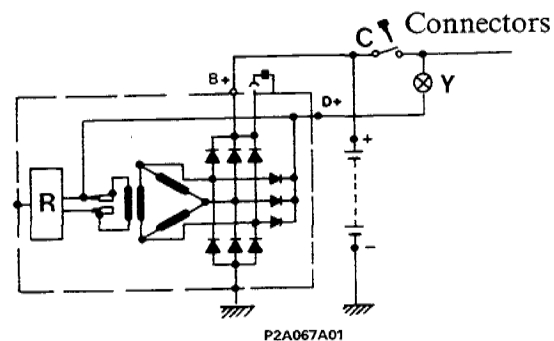 C Connectors
B+
D+
Y
+
R
-
P2A067A01